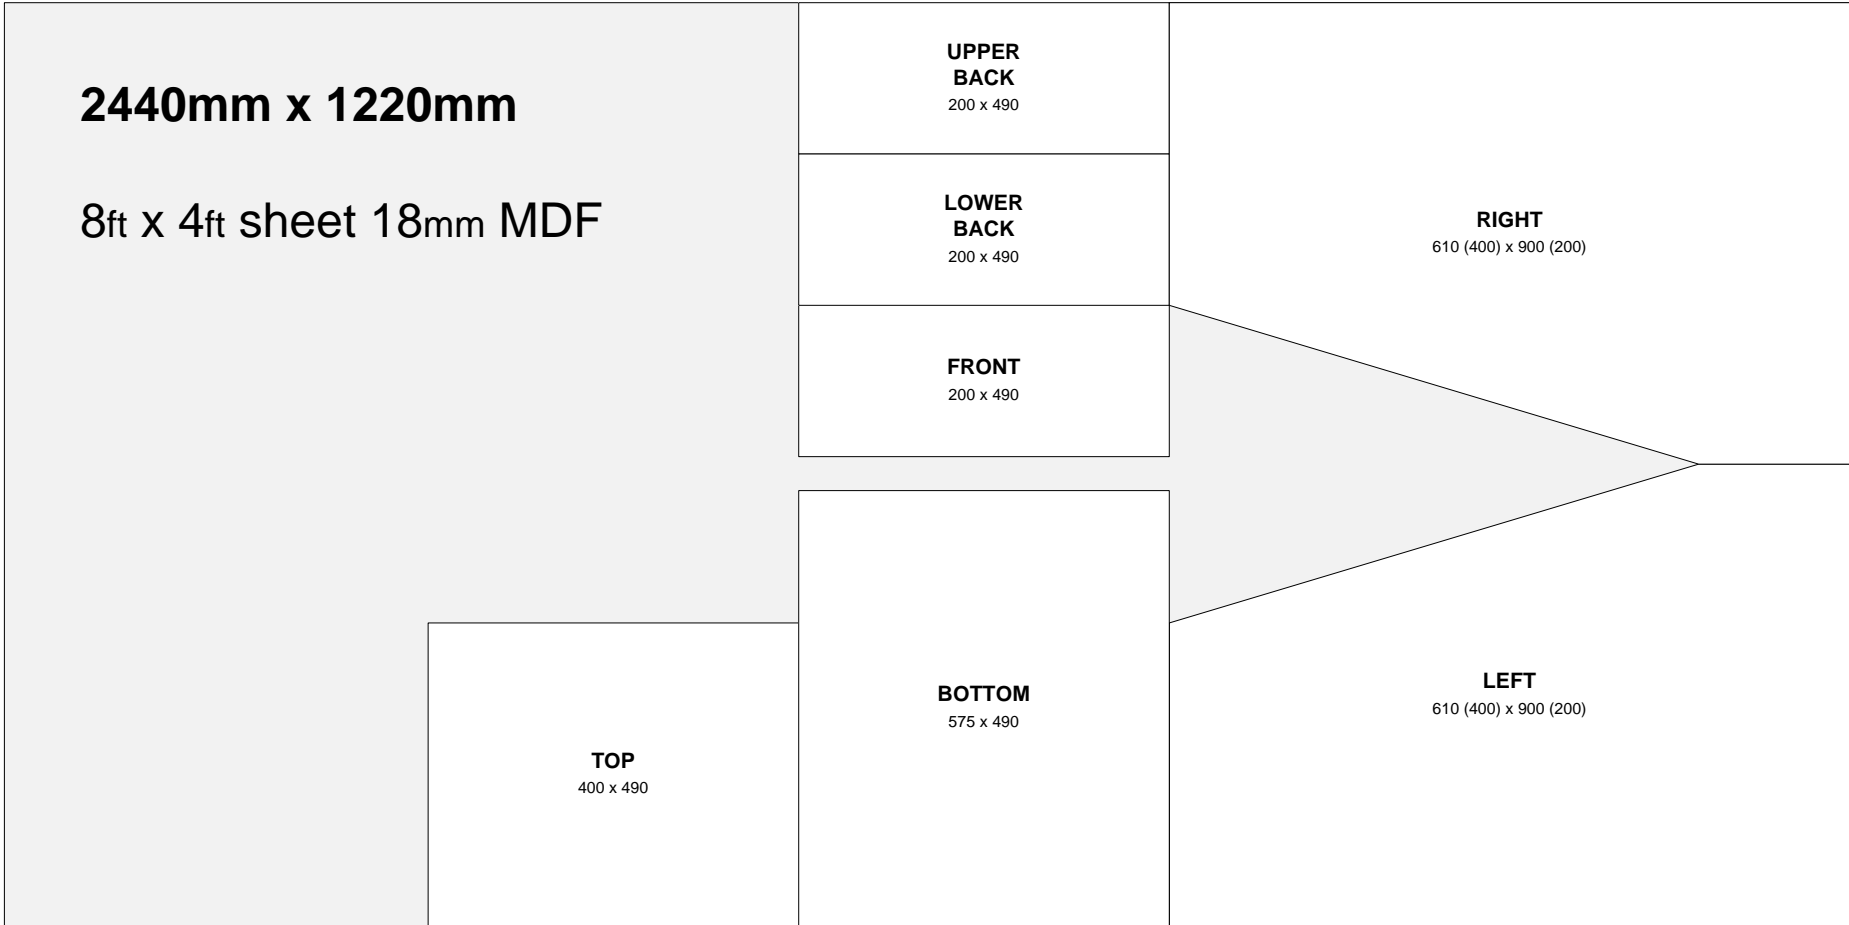 2440mm x 1220mm
8ft x 4ft sheet 18mm MDF
UPPER
BACK
200 x 490
LOWER
BACK
200 x 490
FRONT
200 x 490
RIGHT
610 (400) x 900 (200)
BOTTOM
575 x 490
LEFT
610 (400) x 900 (200)
TOP
400 x 490